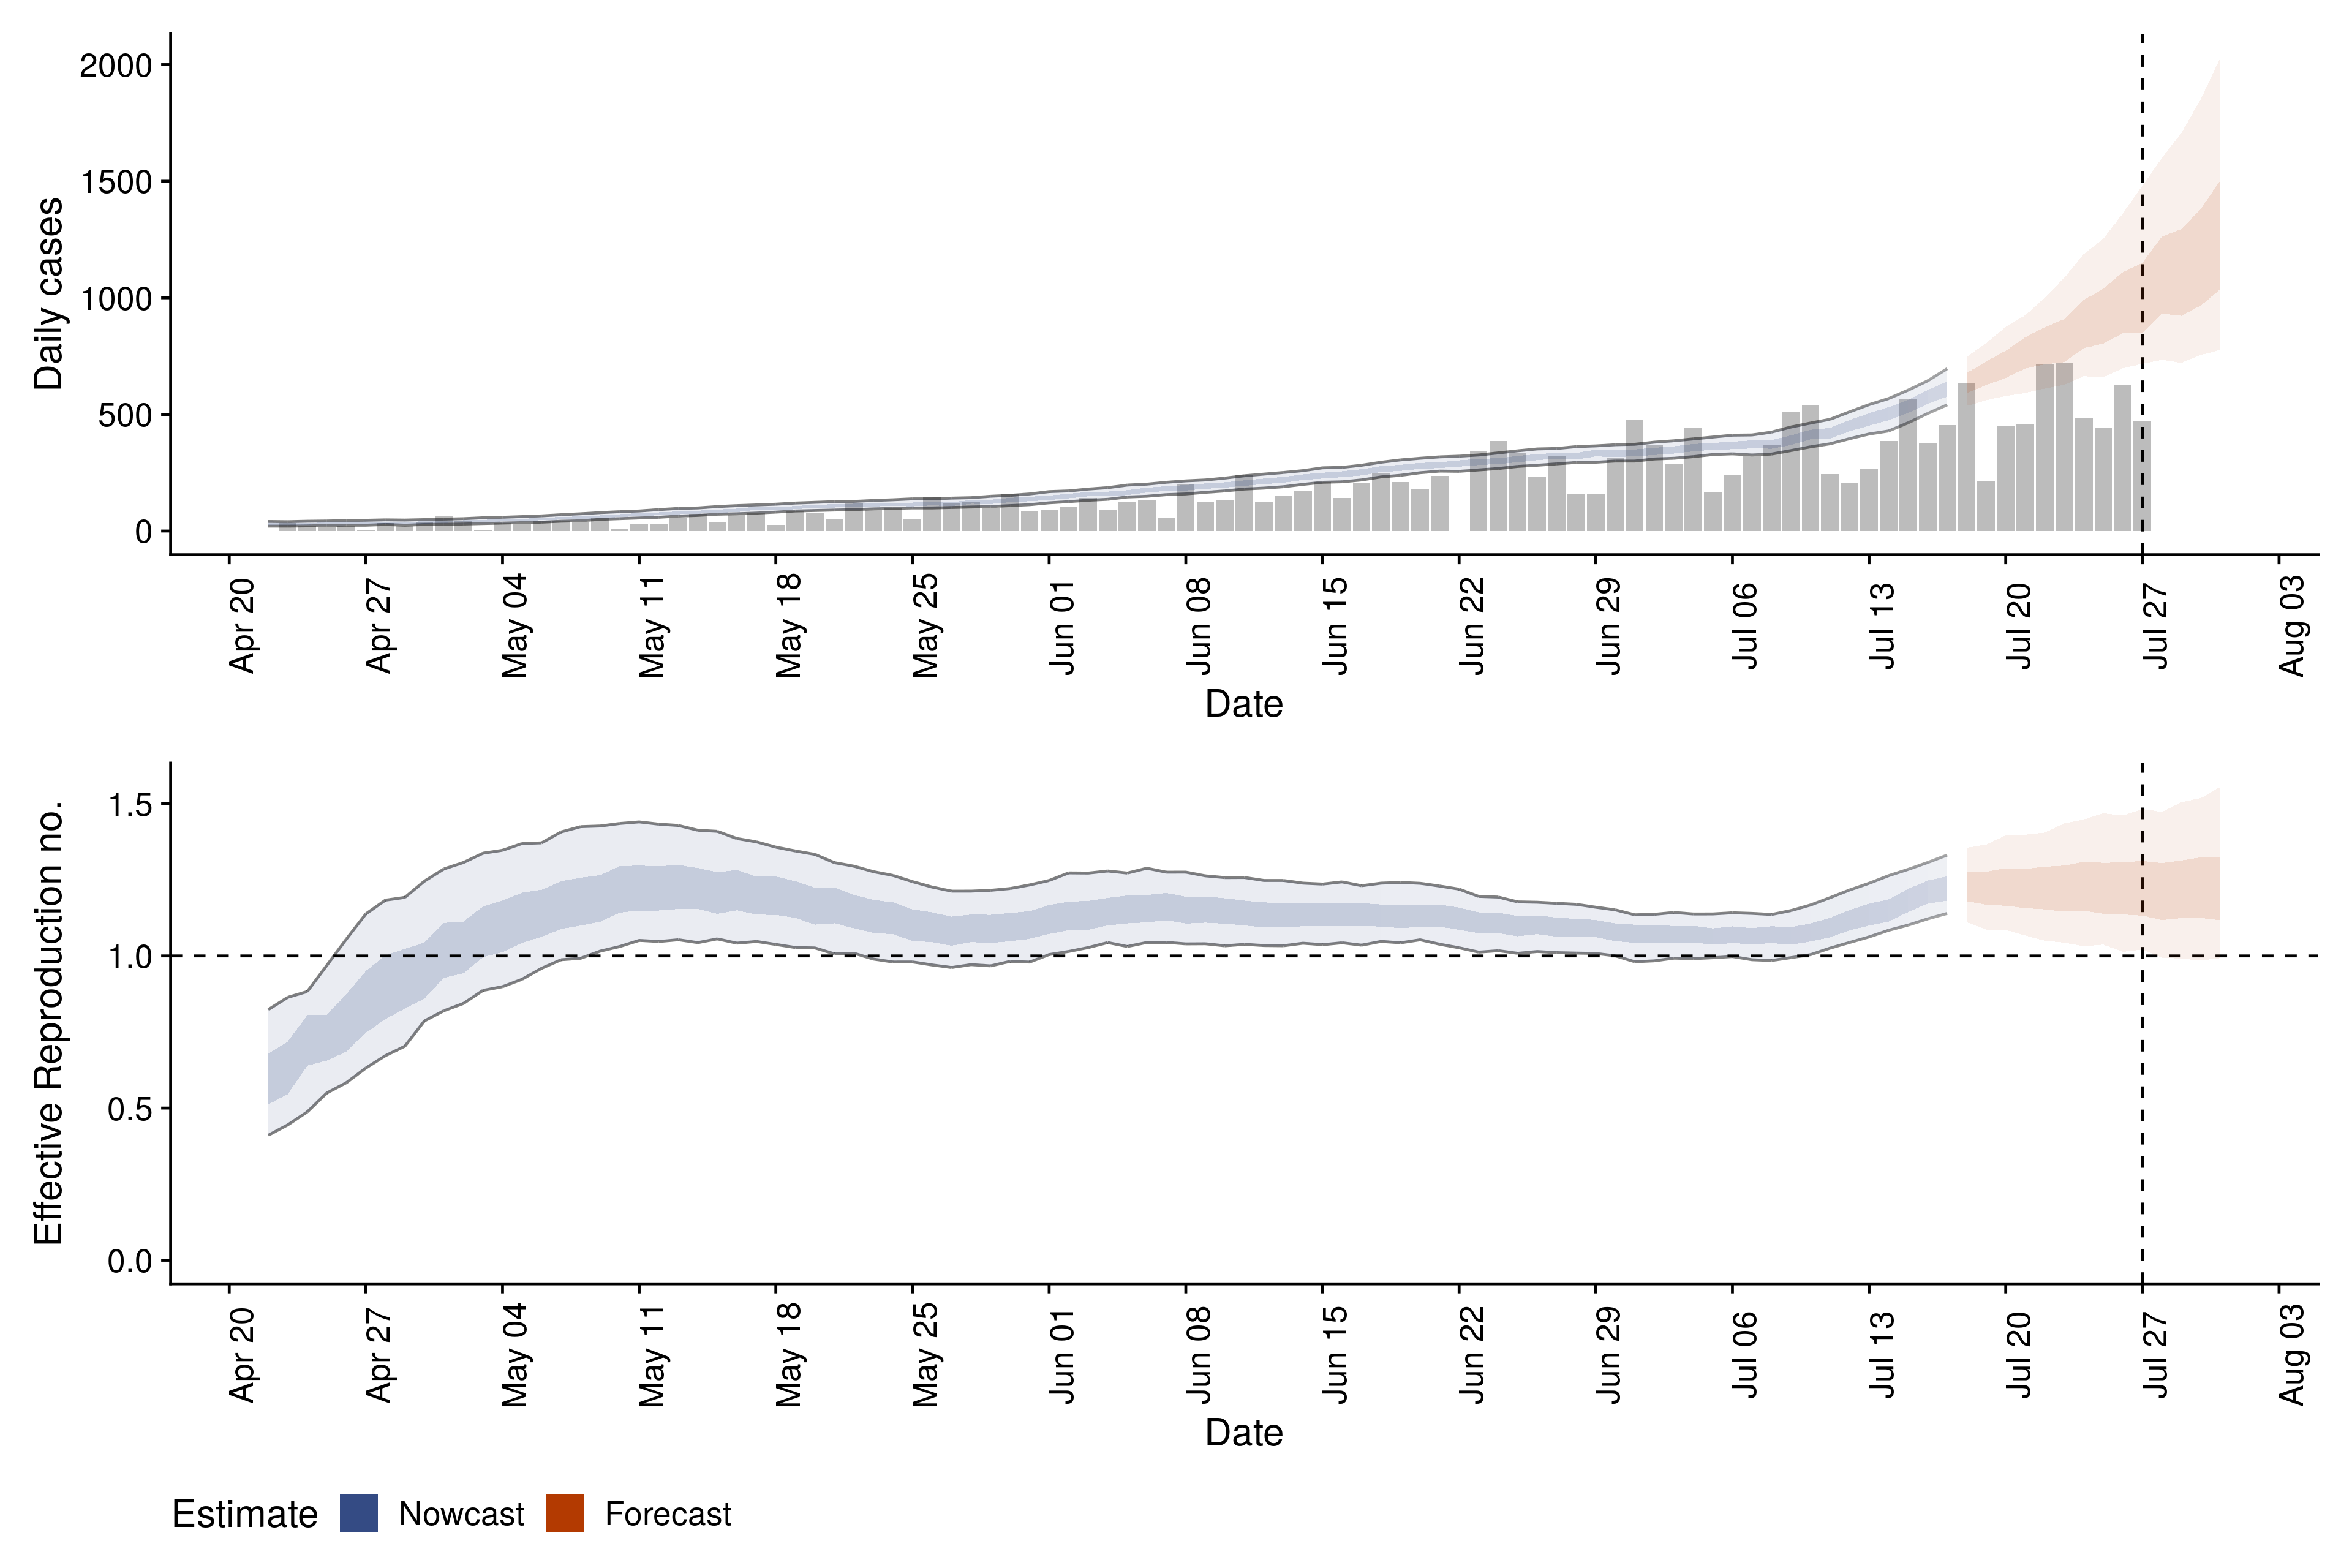 Daily cases
2000
1500
1000
500
0
Apr 20
Apr 27
May 04
May 11
May 18
May 25
Jun 01
Jun 08
Jun 15
Jun 22
Jun 29
Jul 06
Jul 13
Jul 20
Jul 27
Aug 03
Date
Effective Reproduction no.
1.5
1.0
0.5
0.0
Apr 20
Apr 27
May 04
May 11
May 18
May 25
Jun 01
Jun 08
Jun 15
Jun 22
Jun 29
Jul 06
Jul 13
Jul 20
Jul 27
Aug 03
Date
Estimate Nowcast Forecast